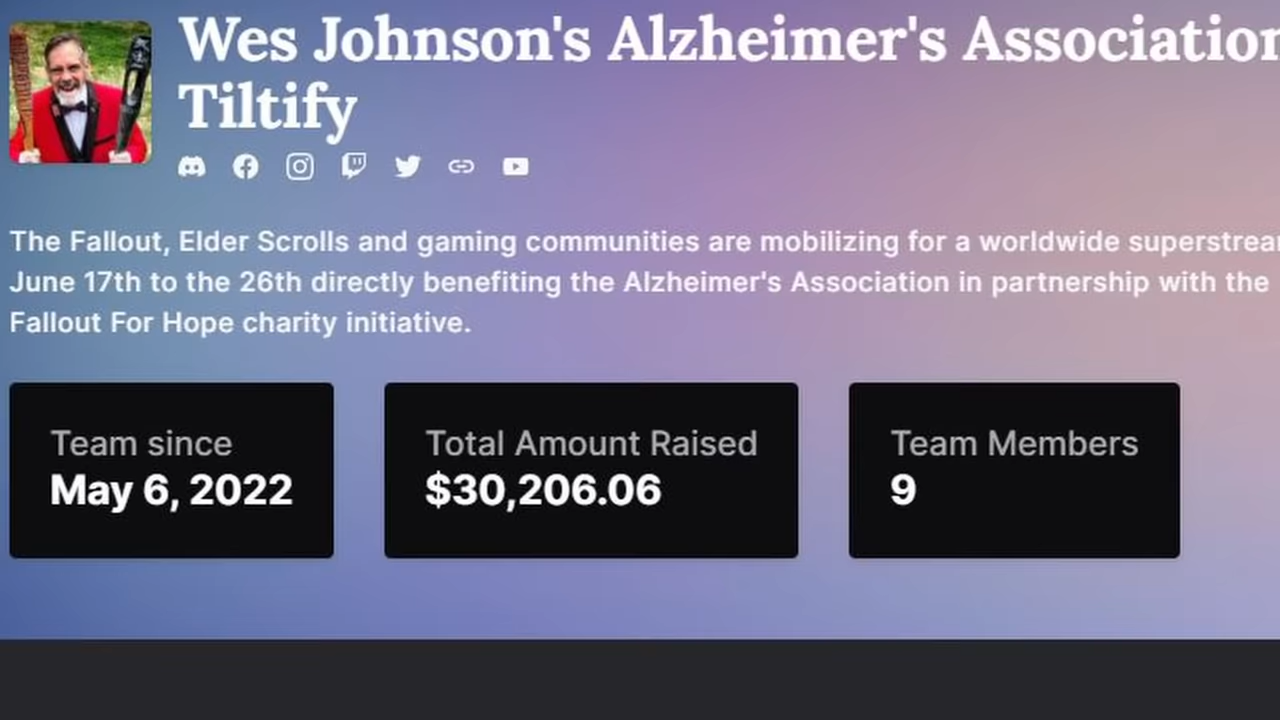 Wes Johnson's Alzheimer's Association
Tiltify
The Fallout, Elder Scrolls and gaming communities are mobilizing for a worldwide
June 17th to the 26th directly benefiting the Alzheimer's Association in partnership with the
Fallout For Hope charity initiative.
Team since
May 6, 2022
Total Amount Raised
$30,206.06
Team Members
9